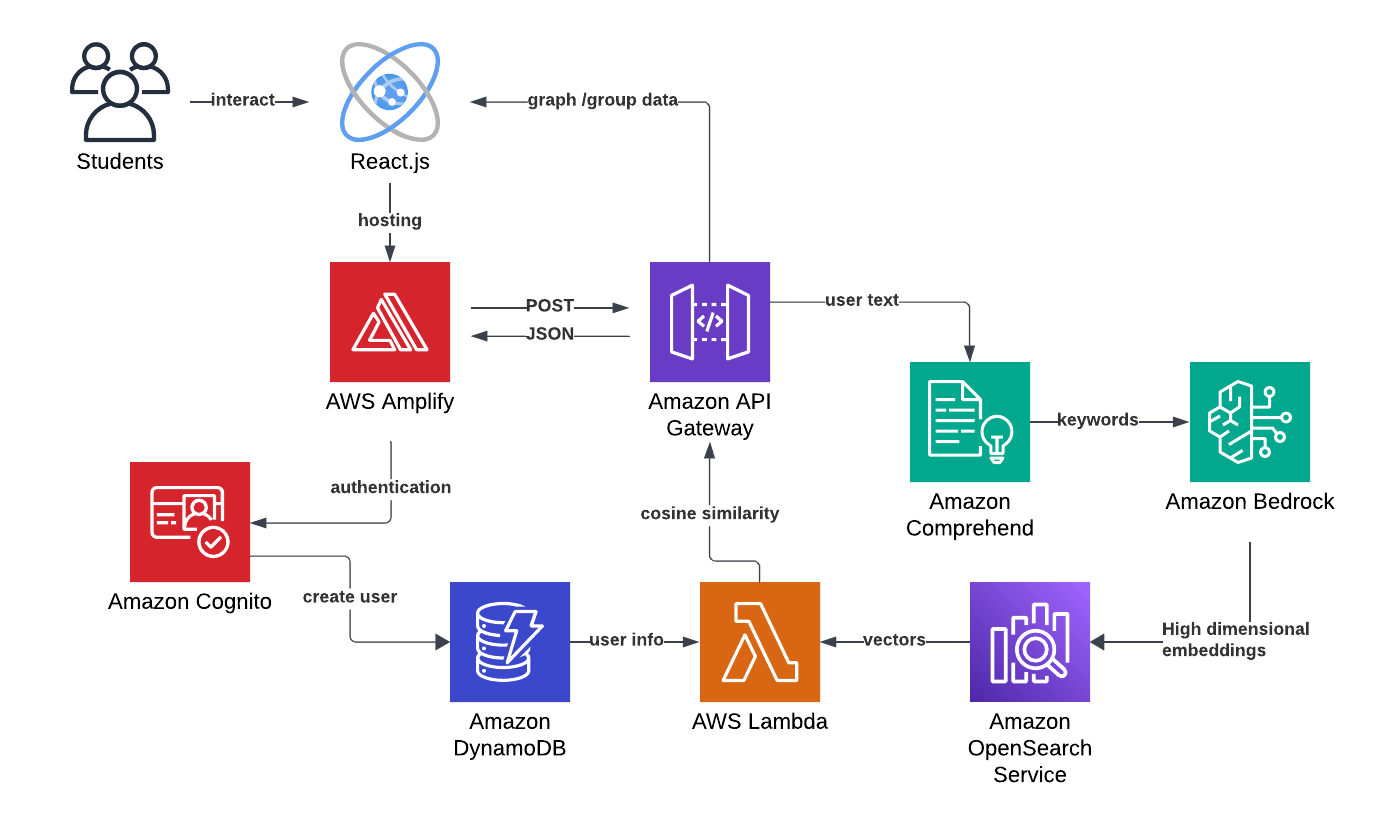 interact
graph /group data
Students
React.js
hosting
POST
JSON
user text
AWS Amplify
Amazon API
Gateway
keywords
authentication
cosine similarity
Amazon
Comprehend
Amazon Bedrock
Amazon Cognito
create user
user info
vectors
High dimensional
embeddings
Amazon
DynamoDB
AWS Lambda
Amazon
OpenSearch
Service